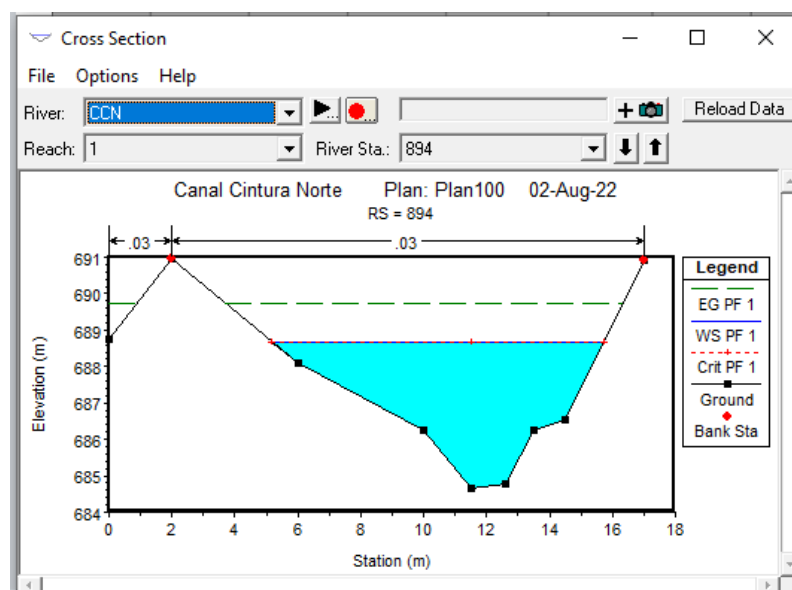 Cross Section
File Options Help
River: CCN Reload Data
Reach: 1 River Sta.: 894
Canal Cintura Norte Plan: Plan100 02-Aug-22
RS = 894
.03 .03
691
690
689
688
687
686
685
684
0 2 4 6 8 10 12 14 16 18
Elevation (m)
Station (m)
Legend
EG PF 1
WS PF 1
Crit PF 1
Ground
Bank Sta